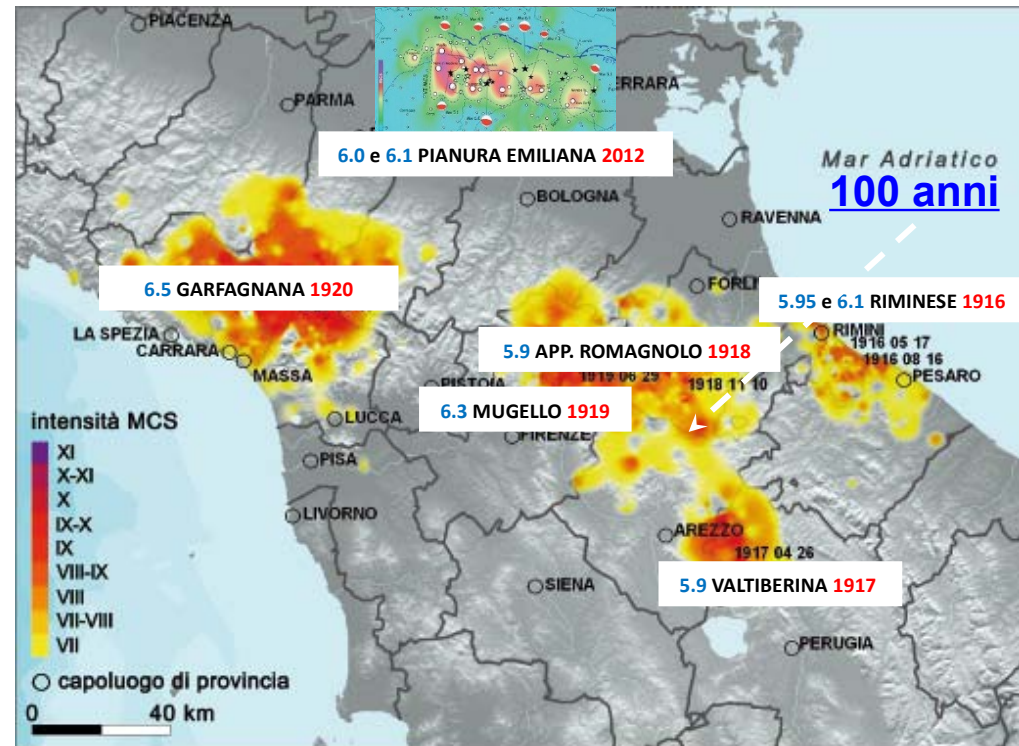 PIACENZA
PARMA
ERRARA
6.0 e 6.1 PIANURA EMILIANA 2012
Mar Adriatico
100 anni
BOLOGNA
RAVENNA
FORLI
6.5 GARFAGNANA 1920
5.95 e 6.1 RIMINESE 1916
LA SPEZIA
CARRARA
MASSA
RIMINI
1916 05 17
1916 08 16
PESARO
5.9 APP. ROMAGNOLO 1918
1919 06 29
1918 11 10
PISTOIA
6.3 MUGELLO 1919
LUCCA
FIRENZE
PISA
LIVORNO
AREZZO
1917 04 26
5.9 VALTIBERINA 1917
SIENA
PERUGIA
intensità MCS
XI
X-XI
X
IX-X
IX
VIII-IX
VIII
VII-VIII
VII
capoluogo di provincia
0 40 km